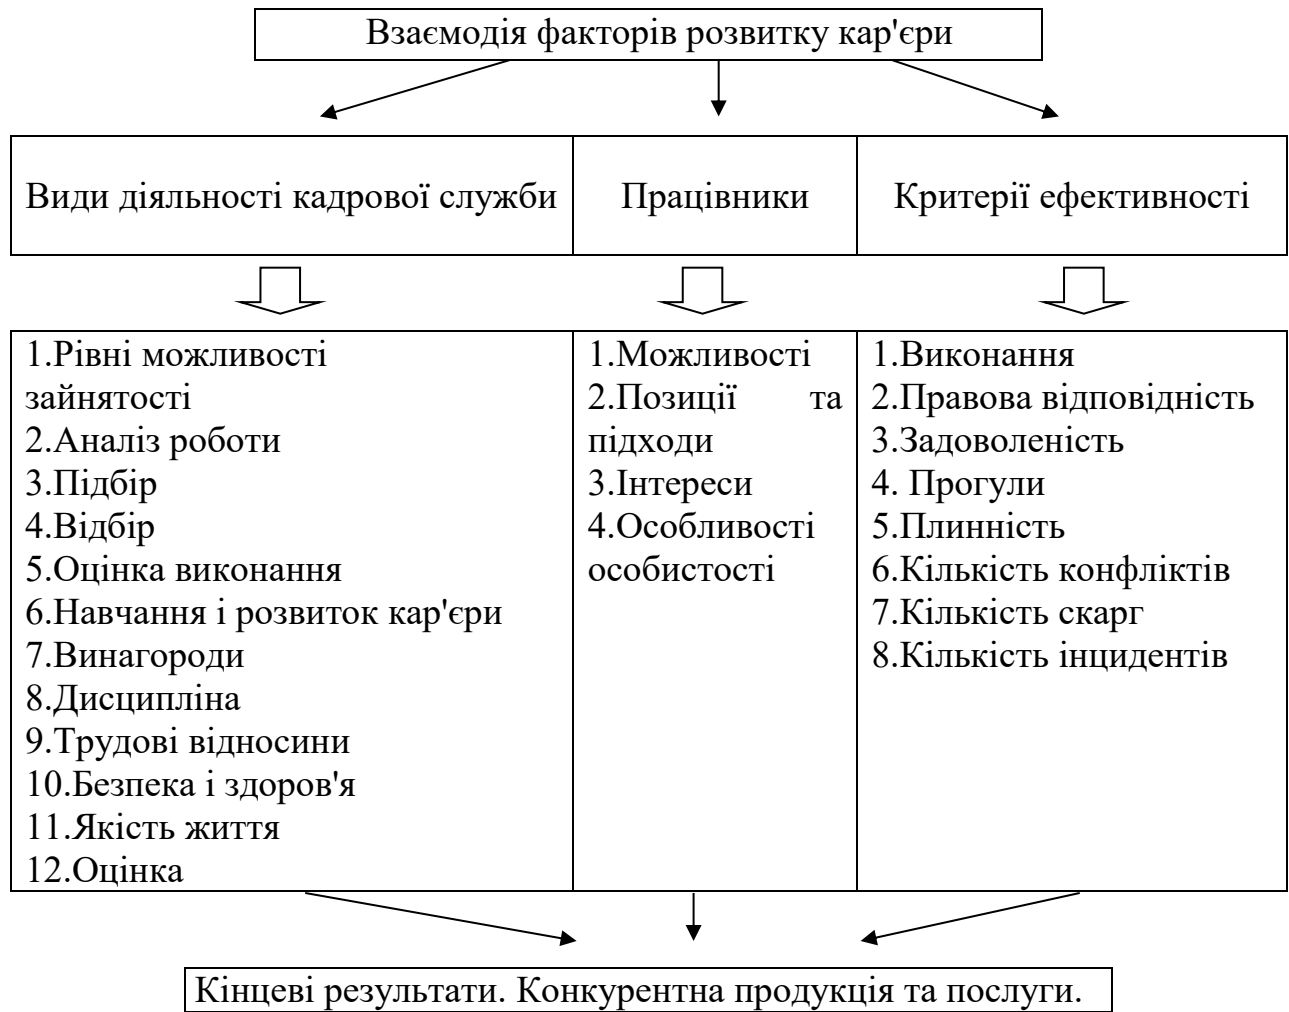 Взаємодія факторів розвитку кар'єри
Види діяльності кадрової служби
Працівники
Критерії ефективності
1.Рівні можливості
зайнятості
2.Аналіз роботи
3.Підбір
4.Відбір
5.Оцінка виконання
6.Навчання і розвиток кар'єри
7.Винагороди
8.Дисципліна
9.Трудові відносини
10.Безпека і здоров'я
11.Якість життя
12.Оцінка
1.Можливості
2.Позиції та
підходи
3.Інтереси
4.Особливості
особистості
1.Виконання
2.Правова відповідність
3.Задоволеність
4. Прогули
5.Плинність
6.Кількість конфліктів
7.Кількість скарг
8.Кількість інцидентів
Кінцеві результати. Конкурентна продукція та послуги.